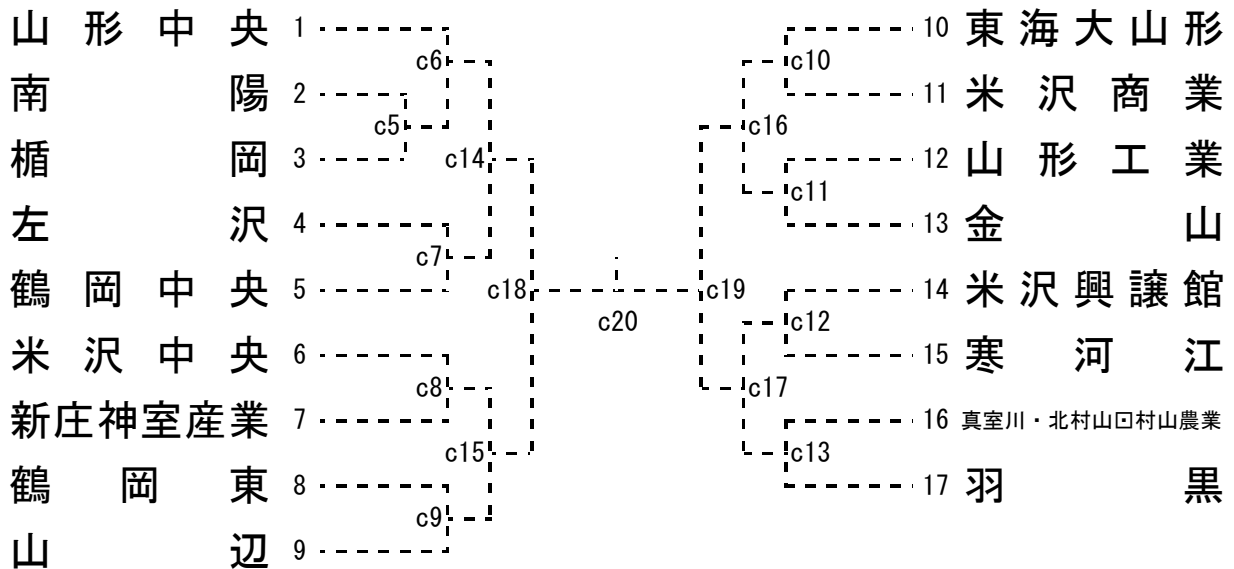 山形中央 1
南陽 2
楯岡 3
左沢 4
鶴岡中央 5
米沢中央 6
新庄神室産業 7
鶴岡東 8
山辺 9
c5
c6
c7
c8
c9
c14
c15
c18
c20
c19
c16
c17
c10
c11
c12
c13
10 東海大山形
11 米沢商業
12 山形工業
13 金山
14 米沢興譲館
15 寒河江
16 真室川・北村山⊡村山農業
17 羽黒